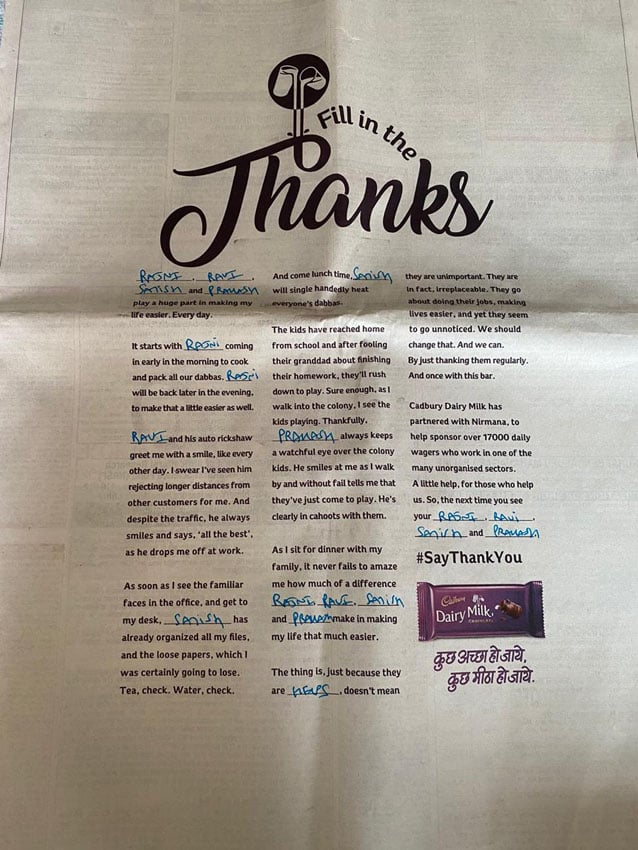 Fill in the
Thanks
RAJNI, RAVI,
SATISH and PRAKASH
play a huge part in making my
life easier. Every day.
It starts with RAJNI coming
in early in the morning to cook
and pack all our dabbas. RAJNI
will be back later in the evening,
to make that a little easier as well.
RAVI and his auto rickshaw
greet me with a smile, like every
other day. I swear I've seen him
rejecting longer distances from
other customers for me. And
despite the traffic, he always
smiles and says, 'all the best',
as he drops me off at work.
As soon as I see the familiar
faces in the office, and get to
my desk, SATISH has
already organized all my files,
and the loose papers, which I
was certainly going to lose.
Tea, check. Water, check.
And come lunch time, SATISH
will single handedly heat
everyone's dabbas.
The kids have reached home
from school and after fooling
their granddad about finishing
their homework, they'll rush
down to play. Sure enough, as I
walk into the colony, I see the
kids playing. Thankfully,
PRAKASH always keeps
a watchful eye over the colony
kids. He smiles at me as I walk
by and without fail tells me that
they've just come to play. He's
clearly in cahoots with them.
As I sit for dinner with my
family, it never fails to amaze
me how much of a difference
RAJNI, RAVI, SATISH
and PRAKASH make in making
my life that much easier.
The thing is, just because they
are HELPS, doesn't mean
they are unimportant. They are
in fact, irreplaceable. They go
about doing their jobs, making
lives easier, and yet they seem
to go unnoticed. We should
change that. And we can.
By just thanking them regularly.
And once with this bar.
Cadbury Dairy Milk has
partnered with Nirmana, to
help sponsor over 17000 daily
wagers who work in one of the
many unorganised sectors.
A little help, for those who help
us. So, the next time you see
your RAJNI, RAVI,
SATISH and PRAKASH
#SayThankYou
Cadbury
Dairy Milk
CHOCOLATE
कुछ अच्छा हो जाये,
कुछ मीठा हो जाये.